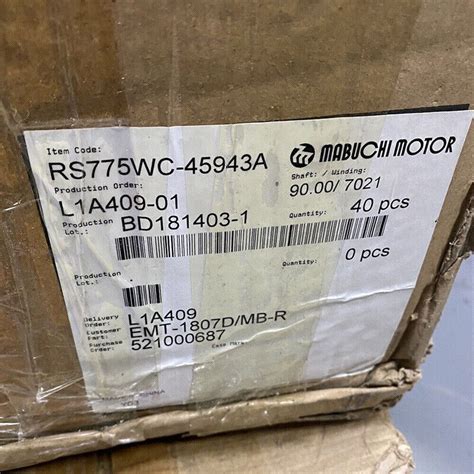 Item Code:
RS775WC-45943A
MABUCHI MOTOR
Production Order:
Shaft: / Winding:
L1A409-01
90.00/ 7021
Production Lot.:
BD181403-1
Quantity:
40 pcs
Production Lot
Quantity:
0 pcs
Delivery Order:
L1A409
Customer Part:
EMT-1807D/MB-R
Purchase Order:
521000687
Case Mark